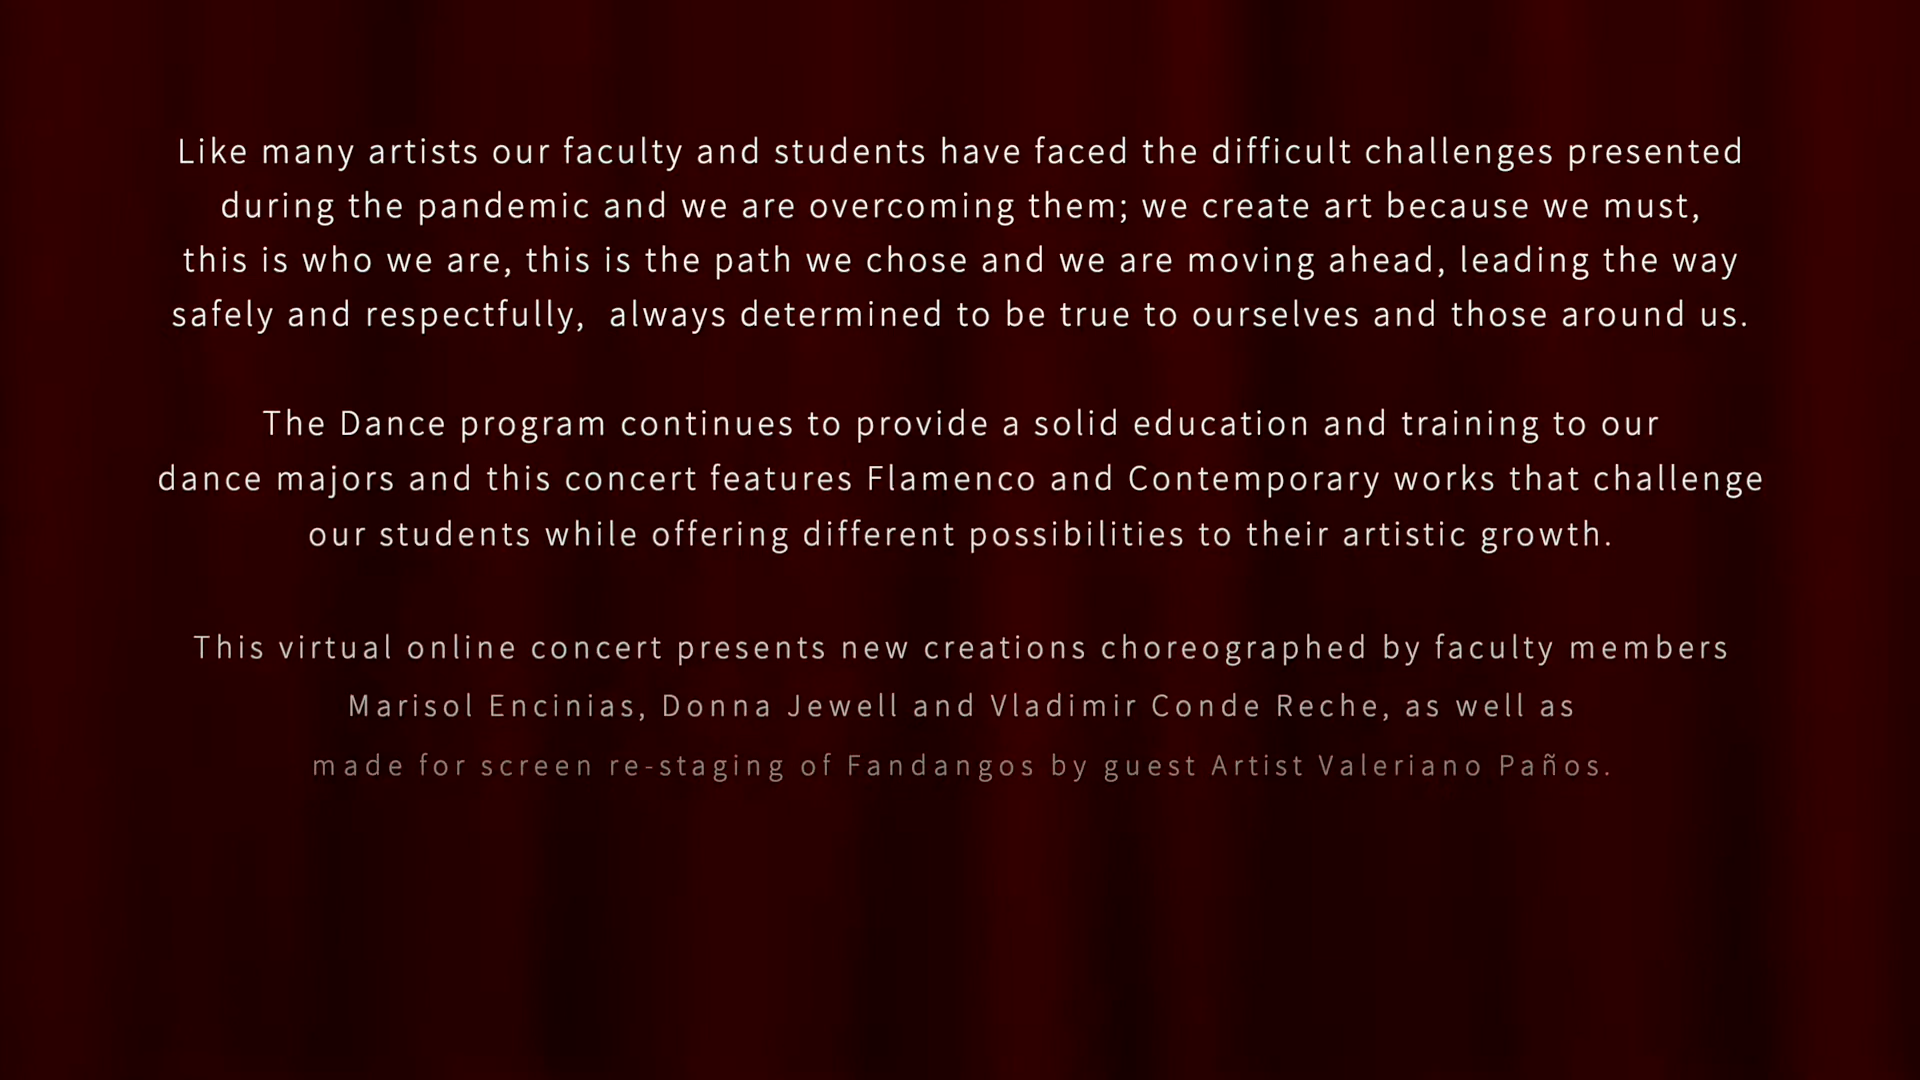 Like many artists our faculty and students have faced the difficult challenges presented
during the pandemic and we are overcoming them; we create art because we must,
this is who we are, this is the path we chose and we are moving ahead, leading the way
safely and respectfully,  always determined to be true to ourselves and those around us.
The Dance program continues to provide a solid education and training to our
dance majors and this concert features Flamenco and Contemporary works that challenge
our students while offering different possibilities to their artistic growth.
This virtual online concert presents new creations choreographed by faculty members
Marisol Encinias, Donna Jewell and Vladimir Conde Reche, as well as
made for screen re-staging of Fandangos by guest Artist Valeriano Paños.